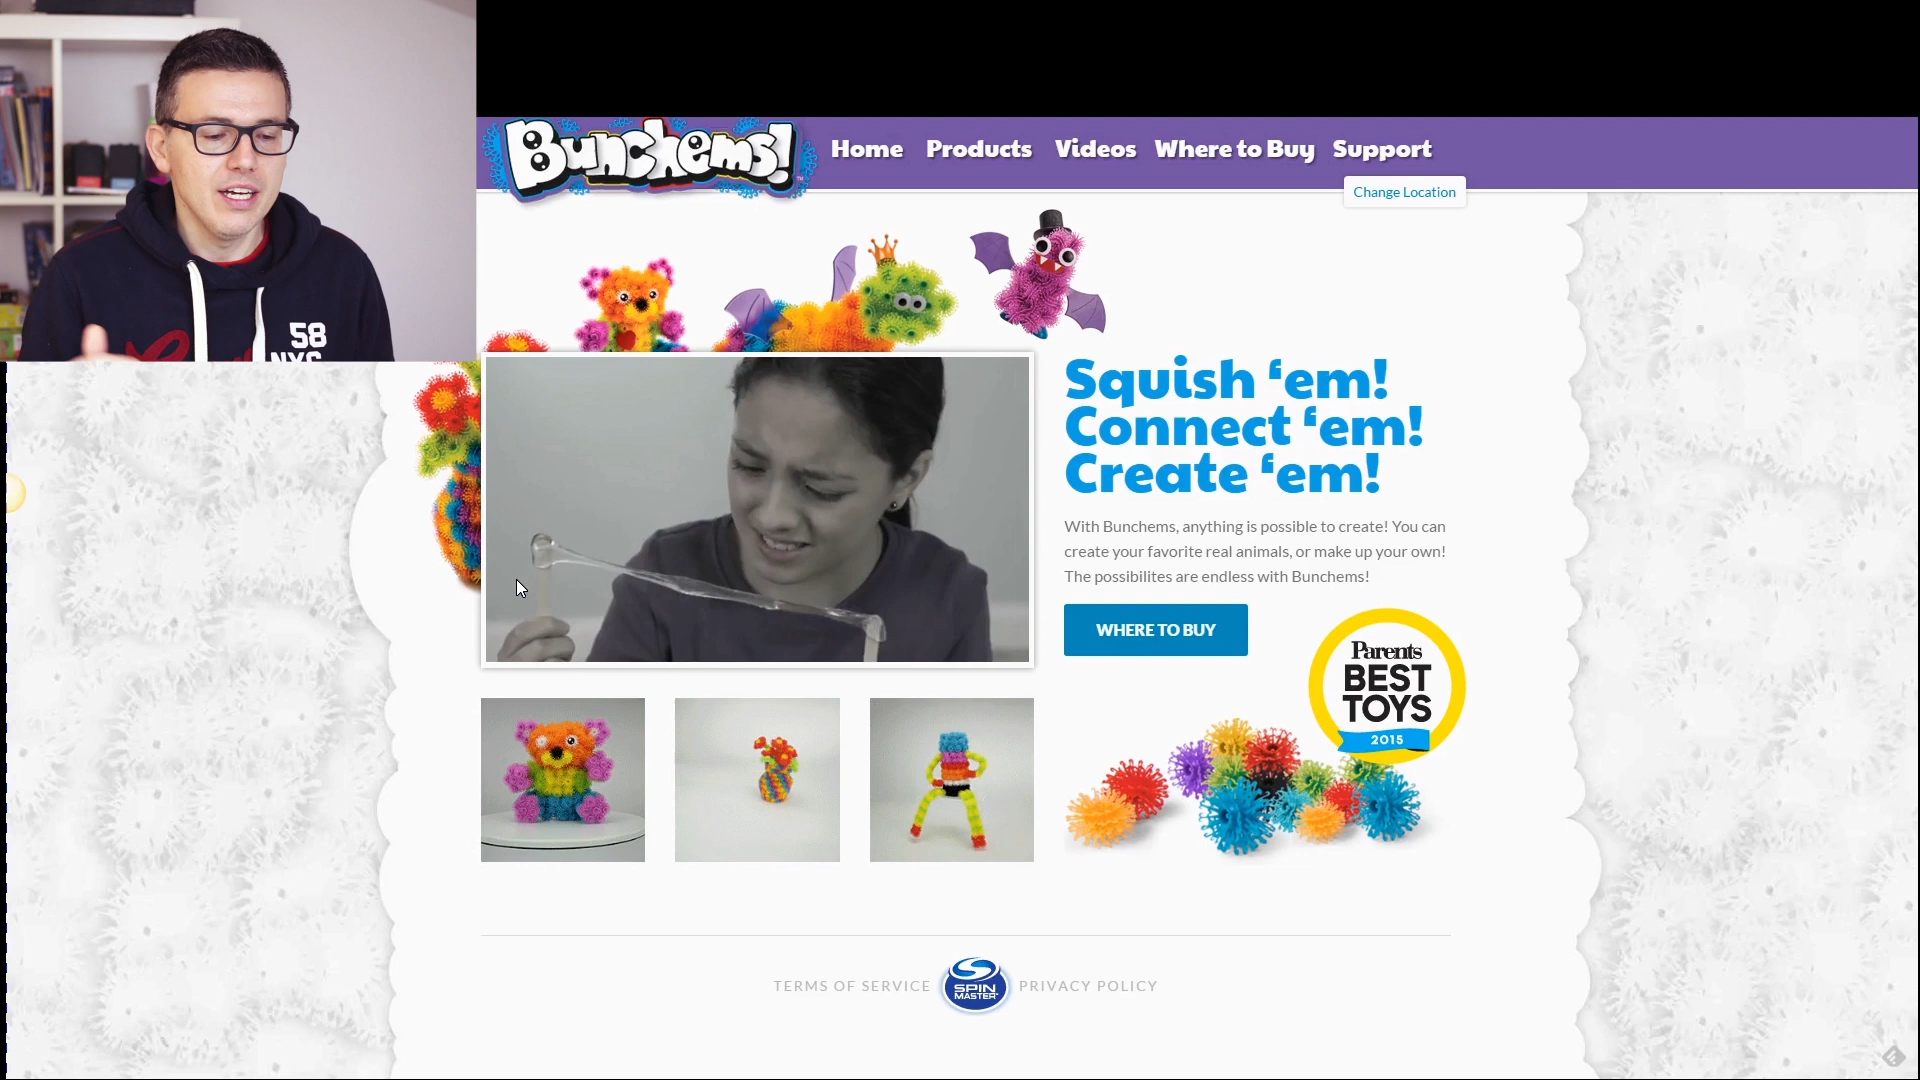 Bunchems!
Home Products Videos Where to Buy Support
Change Location
58
NYC
Squish ‘em!
Connect ‘em!
Create ‘em!
With Bunchems, anything is possible to create! You can
create your favorite real animals, or make up your own!
The possibilites are endless with Bunchems!
WHERE TO BUY
Parents
BEST
TOYS
2015
TERMS OF SERVICE
SPIN
MASTER
PRIVACY POLICY